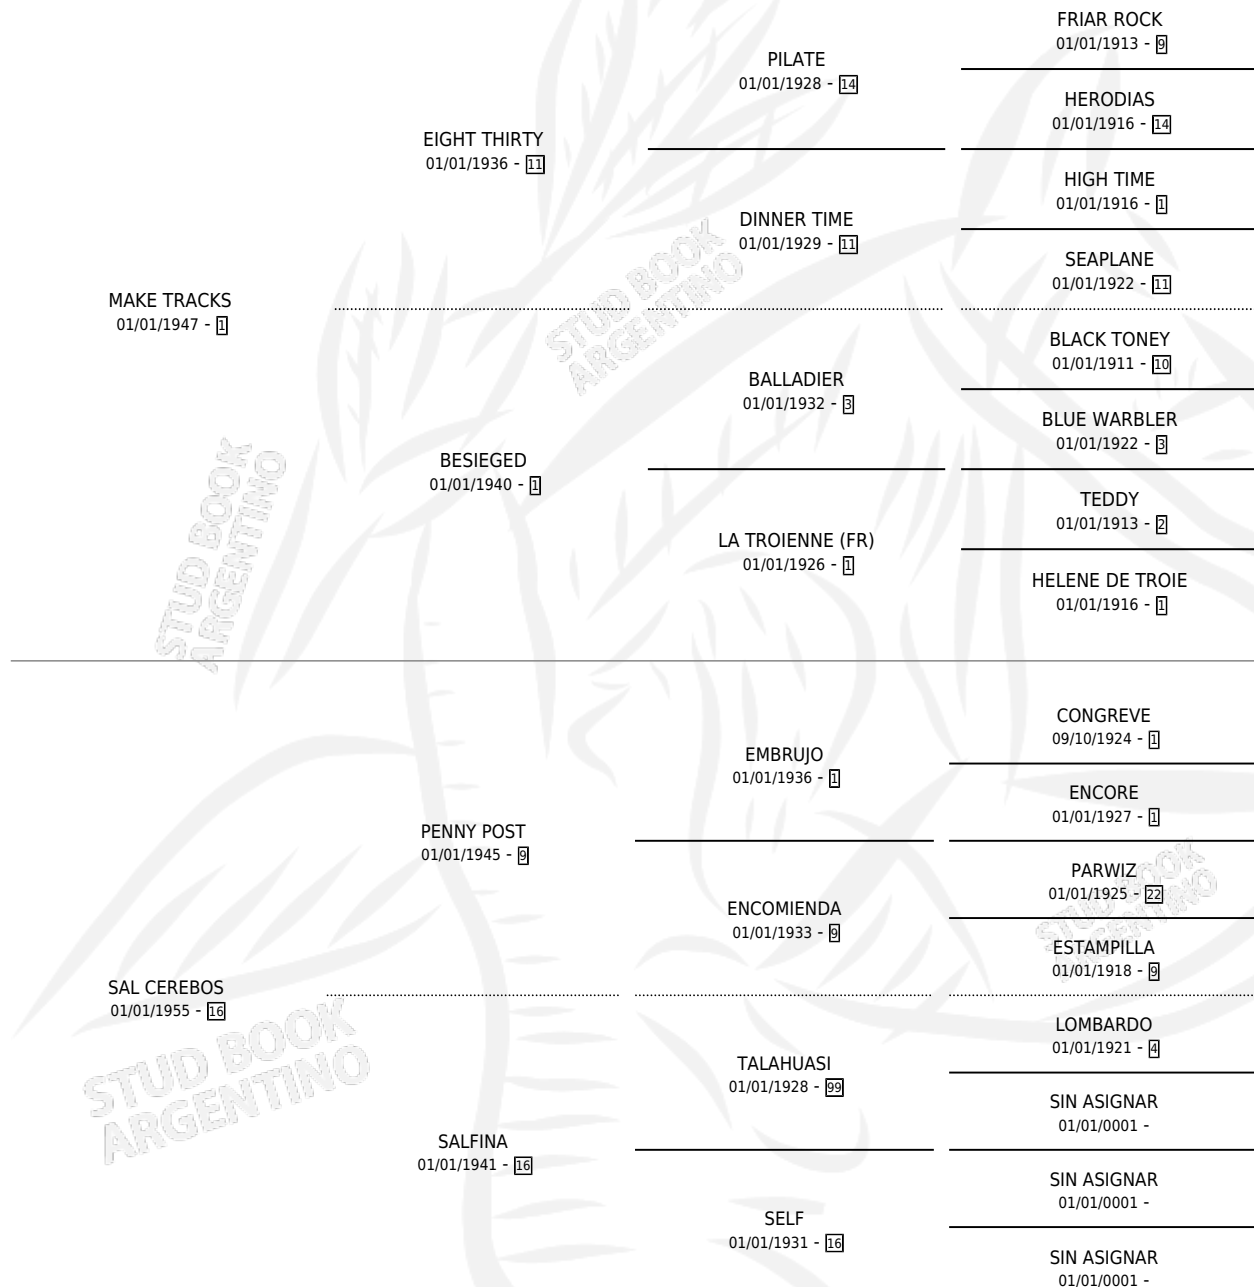 FRIAR ROCK
01/01/1913 - 9
PILATE
01/01/1928 - 14
HERODIAS
01/01/1916 - 14
EIGHT THIRTY
01/01/1936 - 11
HIGH TIME
01/01/1916 - 1
DINNER TIME
01/01/1929 - 11
SEAPLANE
01/01/1922 - 11
MAKE TRACKS
01/01/1947 - 1
BLACK TONEY
01/01/1911 - 10
BALLADIER
01/01/1932 - 3
BLUE WARBLER
01/01/1922 - 3
BESIEGED
01/01/1940 - 1
TEDDY
01/01/1913 - 2
LA TROIENNE (FR)
01/01/1926 - 1
HELENE DE TROIE
01/01/1916 - 1
CONGREVE
09/10/1924 - 1
EMBRUJO
01/01/1936 - 1
ENCORE
01/01/1927 - 1
PENNY POST
01/01/1945 - 9
PARWIZ
01/01/1925 - 22
ENCOMIENDA
01/01/1933 - 9
ESTAMPILLA
01/01/1918 - 9
SAL CEREBOS
01/01/1955 - 16
LOMBARDO
01/01/1921 - 4
TALAHUASI
01/01/1928 - 99
SIN ASIGNAR
01/01/0001 -
SALFINA
01/01/1941 - 16
SIN ASIGNAR
01/01/0001 -
SELF
01/01/1931 - 16
SIN ASIGNAR
01/01/0001 -
STUD BOOK
ARGENTINO
STUD BOOK
ARGENTINO
STUD BOOK
ARGENTINO
STUD BOOK
ARGENTINO